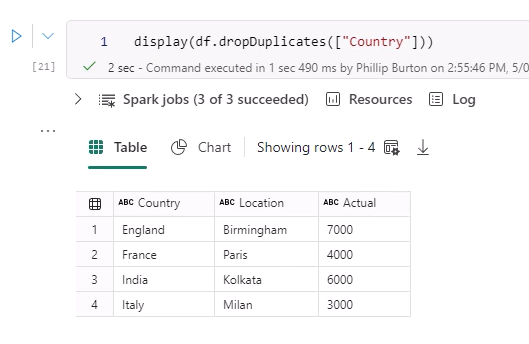 1 display(df.dropDuplicates(["Country"]))
[21] 2 sec - Command executed in 1 sec 490 ms by Phillip Burton on 2:55:46 PM, 5/0
Spark jobs (3 of 3 succeeded) Resources Log
Table Chart Showing rows 1 - 4
ABC Country ABC Location ABC Actual
1 England Birmingham 7000
2 France Paris 4000
3 India Kolkata 6000
4 Italy Milan 3000